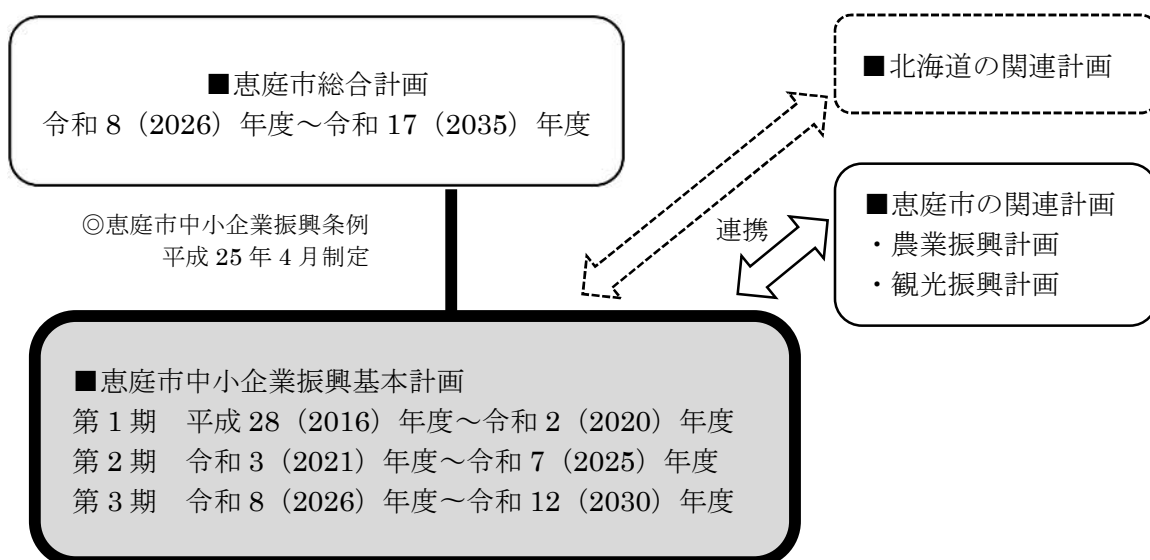 ■恵庭市総合計画
令和 8（2026）年度～令和 17（2035）年度
■北海道の関連計画
◎恵庭市中小企業振興条例
平成 25 年 4 月制定
連携
■恵庭市の関連計画
・農業振興計画
・観光振興計画
■恵庭市中小企業振興基本計画
第 1 期　平成 28（2016）年度～令和 2（2020）年度
第 2 期　令和 3（2021）年度～令和 7（2025）年度
第 3 期　令和 8（2026）年度～令和 12（2030）年度